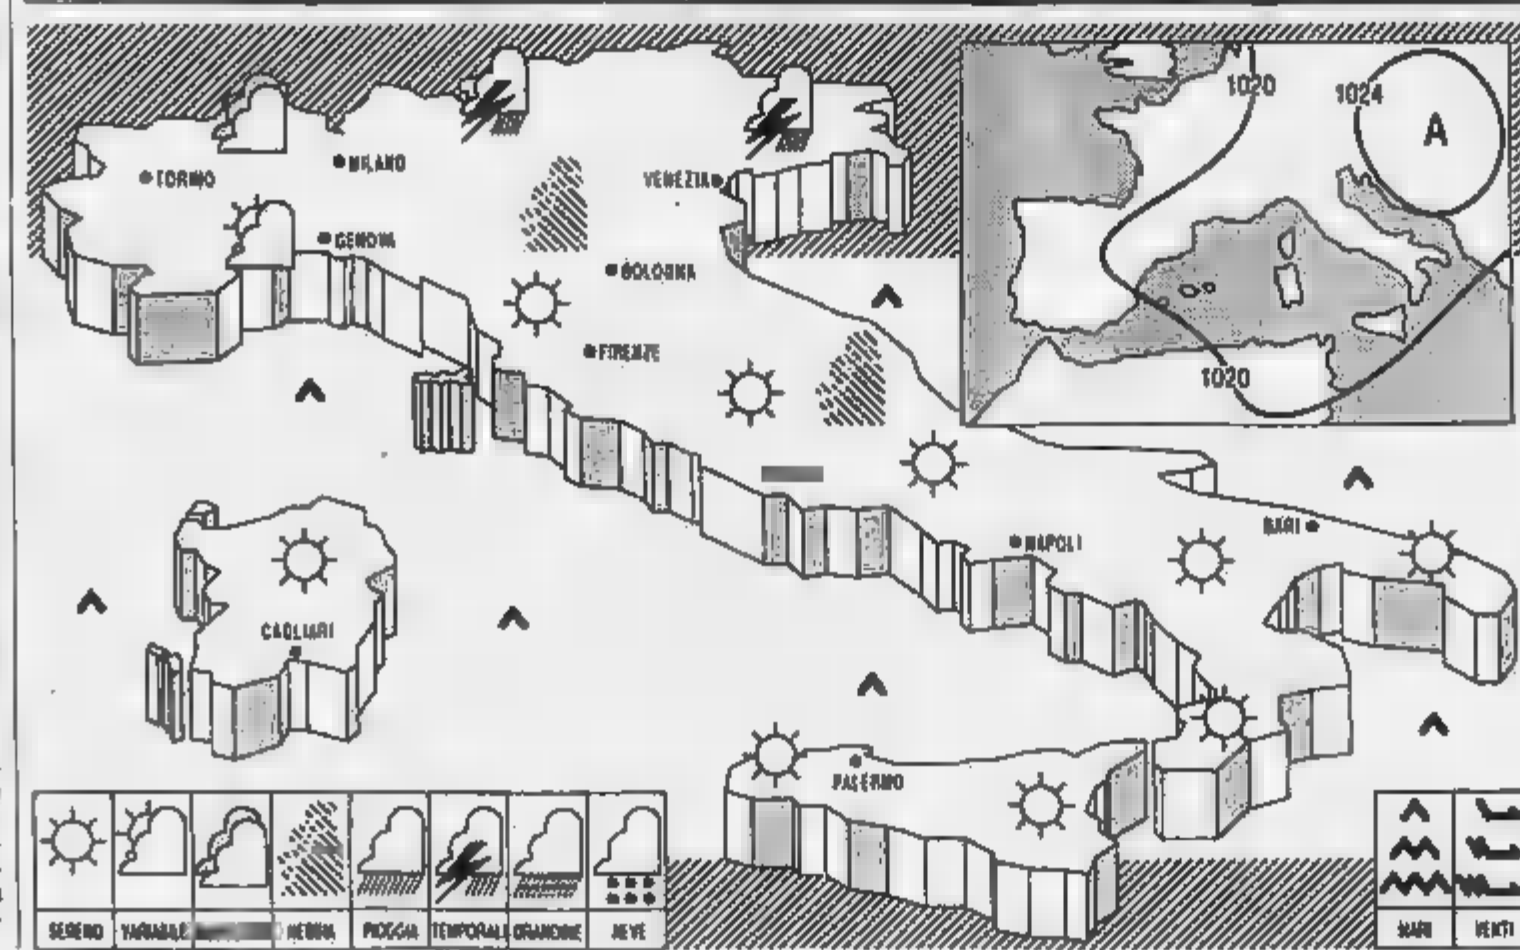 1020
1024
A
MILANO
TORINO
VENEZIA
GENOVA
BOLOGNA
FIRENZE
1020
BARI
NAPOLI
CAGLIARI
PALERMO
SERENO VARIABILE NEBBIA PIOGGIA TEMPORALI GRANDINE NEVE
MARI VENTI